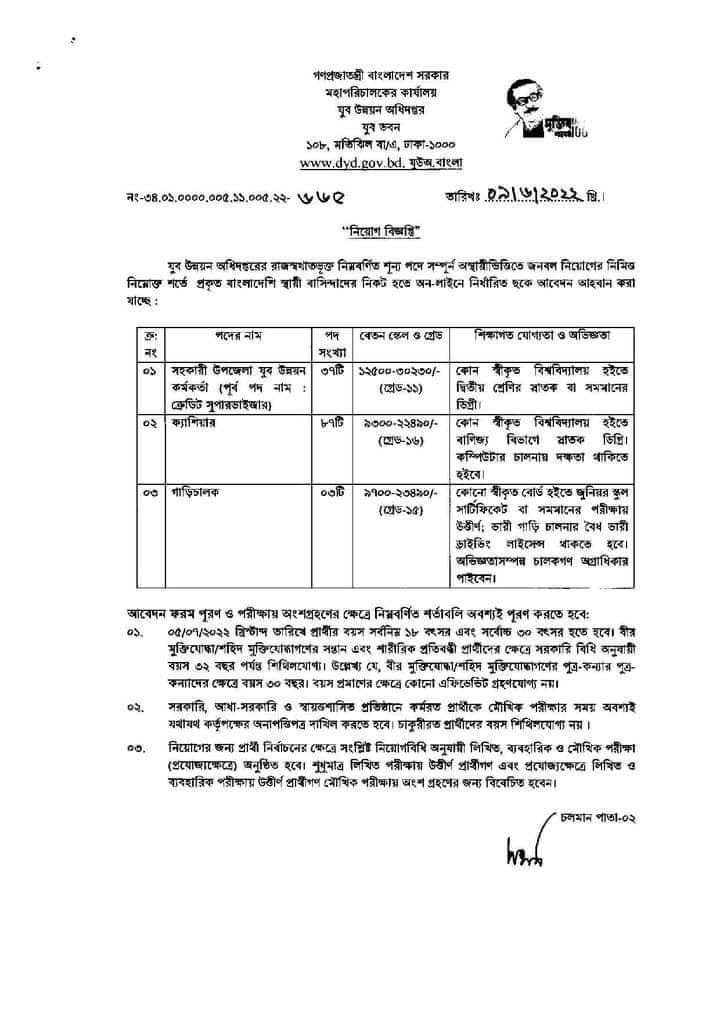 গণপ্রজাতন্ত্রী বাংলাদেশ সরকার
মহাপরিচালকের কার্যালয়
যুব উন্নয়ন অধিদপ্তর
যুব ভবন
১০৮, মতিঝিল বা/এ, ঢাকা-১০০০
www.dyd.gov.bd. যুউঅ.বাংলা
নং-৩৪.০১.০০০০.০০৫.১১.০০৫.২২-
তারিখঃ ০৯/৬/২০২২ খ্রি.।
"নিয়োগ বিজ্ঞপ্তি"
যুব উন্নয়ন অধিদপ্তরের রাজস্বখাতভূক্ত নিম্নবর্ণিত শূন্য পদে সম্পূর্ন অস্থায়ীভিত্তিতে জনবল নিয়োগের নিমিত্ত
নিম্নোক্ত শর্তে প্রকৃত বাংলাদেশি স্থায়ী বাসিন্দাদের নিকট হতে অন-লাইনে নির্ধারিত ছকে আবেদন আহবান করা
যাচ্ছে :
ক্র: পদের নাম পদ বেতন স্কেল ও গ্রেড শিক্ষাগত যোগ্যতা ও অভিজ্ঞতা
নং সংখ্যা
০১ সহকারী উপজেলা যুব উন্নয়ন ৩৭টি ১২৫০০-৩০২৩০/- কোন স্বীকৃত বিশ্ববিদ্যালয় হইতে
কর্মকর্তা (পূর্ব পদ নাম : (গ্রেড-১১) দ্বিতীয় শ্রেণির স্নাতক বা সমমানের
ক্রেডিট সুপারভাইজার) ডিগ্রী।
০২ ক্যাশিয়ার ৮৭টি ৯৩০০-২২৪৯০/- কোন স্বীকৃত বিশ্ববিদ্যালয় হইতে
(গ্রেড-১৬) বাণিজ্য বিভাগে স্নাতক ডিগ্রি।
কম্পিউটার চালনায় দক্ষতা থাকিতে
হইবে।
০৩ গাড়িচালক ০৩টি ৯৭০০-২৩৪৯০/- কোনো স্বীকৃত বোর্ড হইতে জুনিয়র স্কুল
(গ্রেড-১৫) সার্টিফিকেট বা সমমানের পরীক্ষায়
উত্তীর্ণ; ভারী গাড়ি চালনার বৈধ ভারী
ড্রাইভিং লাইসেন্স থাকতে হবে।
অভিজ্ঞতাসম্পন্ন চালকগণ অগ্রাধিকার
পাইবেন।
আবেদন ফরম পূরণ ও পরীক্ষায় অংশগ্রহণের ক্ষেত্রে নিম্নবর্ণিত শর্তাবলি অবশ্যই পূরণ করতে হবে:
০১. ০৫/০৭/২০২২ খ্রিস্টাব্দ তারিখে প্রার্থীর বয়স সর্বনিম্ন ১৮ বৎসর এবং সর্বোচ্চ ৩০ বৎসর হতে হবে। বীর
মুক্তিযোদ্ধা/শহিদ মুক্তিযোদ্ধাগণের সন্তান এবং শারীরিক প্রতিবন্ধী প্রার্থীদের ক্ষেত্রে সরকারি বিধি অনুযায়ী
বয়স ৩২ বছর পর্যন্ত শিথিলযোগ্য। উল্লেখ্য যে, বীর মুক্তিযোদ্ধা/শহিদ মুক্তিযোদ্ধাগণের পুত্র-কন্যার পুত্র-
কন্যাদের ক্ষেত্রে বয়স ৩০ বছর। বয়স প্রমাণের ক্ষেত্রে কোনো এফিডেভিট গ্রহণযোগ্য নয়।
০২. সরকারি, আধা-সরকারি ও স্বায়ত্তশাসিত প্রতিষ্ঠানে কর্মরত প্রার্থীকে মৌখিক পরীক্ষার সময় অবশ্যই
যথাযথ কর্তৃপক্ষের অনাপত্তিপত্র দাখিল করতে হবে। চাকুরীরত প্রার্থীদের বয়স শিথিলযোগ্য নয়।
০৩. নিয়োগের জন্য প্রার্থী নির্বাচনের ক্ষেত্রে সংশ্লিষ্ট নিয়োগবিধি অনুযায়ী লিখিত, ব্যবহারিক ও মৌখিক পরীক্ষা
(প্রযোজ্যক্ষেত্রে) অনুষ্ঠিত হবে। শুধুমাত্র লিখিত পরীক্ষায় উত্তীর্ণ প্রার্থীগণ এবং প্রযোজ্যক্ষেত্রে লিখিত ও
ব্যবহারিক পরীক্ষায় উত্তীর্ণ প্রার্থীগণ মৌখিক পরীক্ষায় অংশ গ্রহণের জন্য বিবেচিত হবেন।
চলমান পাতা-০২